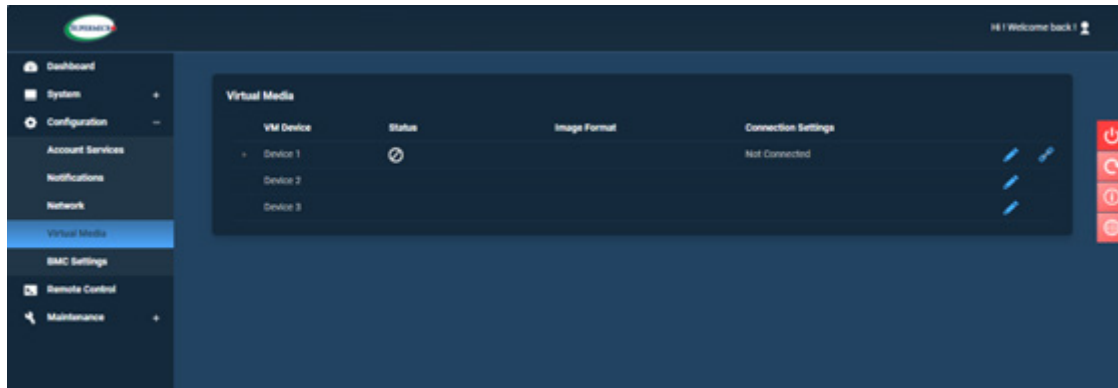 SUPERMICR
Hi ! Welcome back !
Dashboard
System +
Configuration −
Account Services
Notifications
Network
Virtual Media
BMC Settings
Remote Control
Maintenance +
Virtual Media
VM Device Status Image Format Connection Settings
+ Device 1 Not Connected
Device 2
Device 3